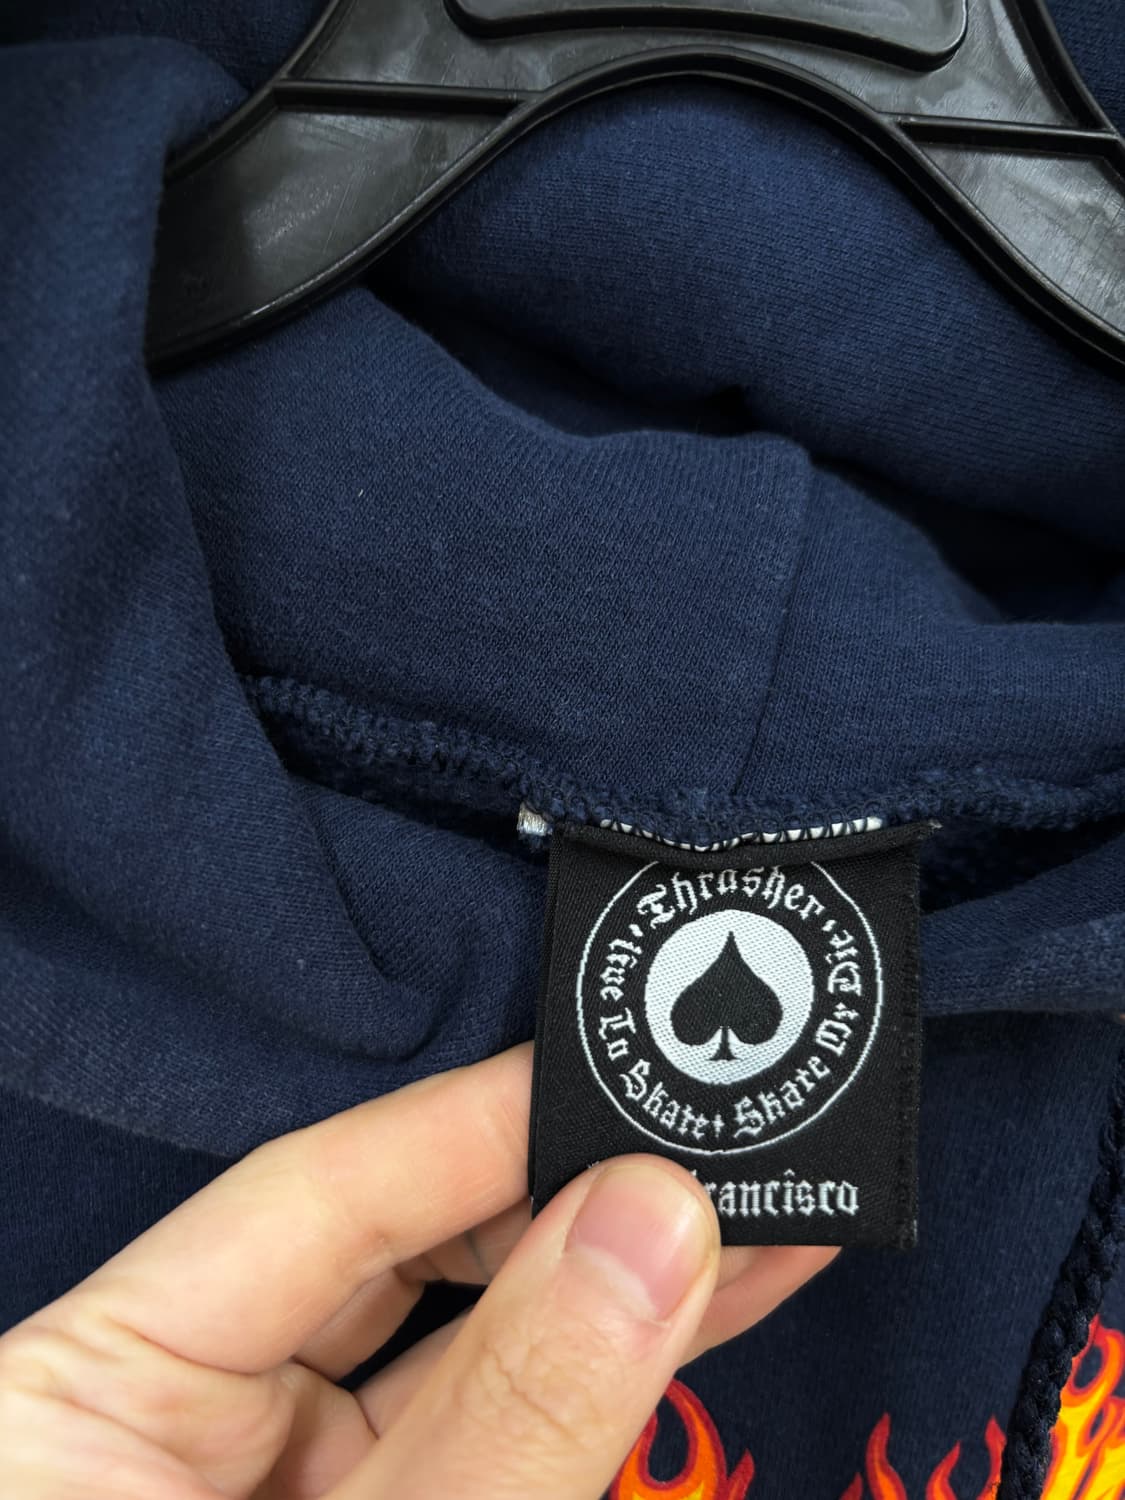 Thrasher · Live To Skate † Skate Or Die ·
rancisco